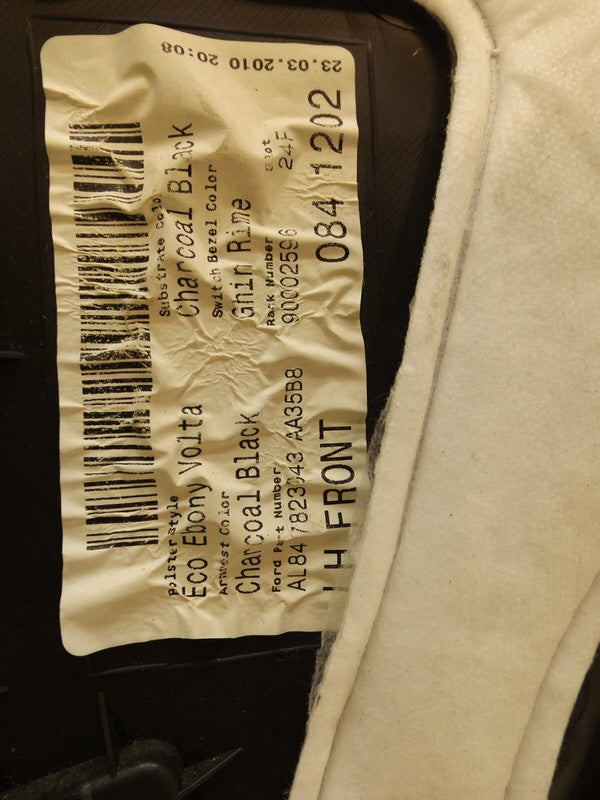 Bolster Style Substrate Color
Eco Ebony Volta Charcoal Black
Armrest Color Switch Bezel Color
Charcoal Black Ghin Rime
Ford Part Number Rack Number Slot
AL84 7823943 AA35B8 90002596 24F
LH FRONT 084 1202
23.03.2010 20:08